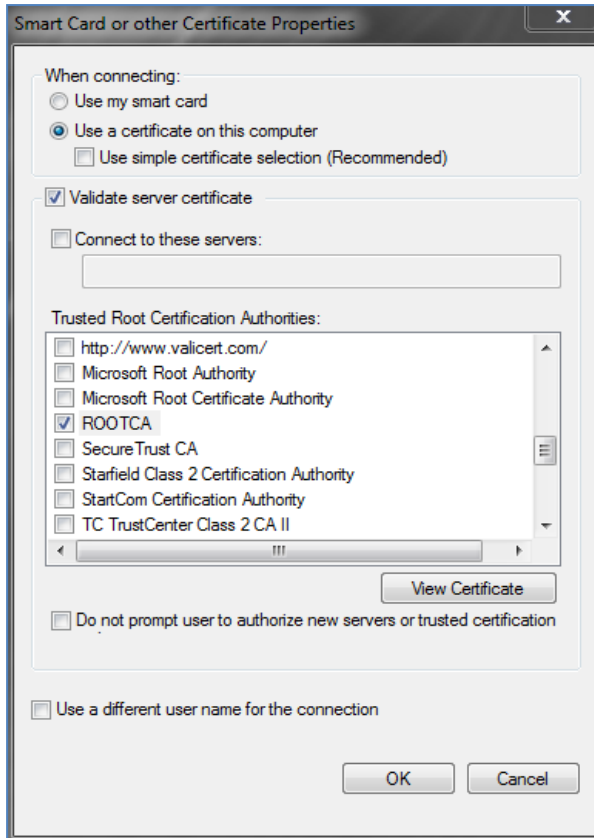 Smart Card or other Certificate Properties
x
When connecting:
Use my smart card
Use a certificate on this computer
Use simple certificate selection (Recommended)
Validate server certificate
Connect to these servers:
Trusted Root Certification Authorities:
http://www.valicert.com/
Microsoft Root Authority
Microsoft Root Certificate Authority
ROOTCA
SecureTrust CA
Starfield Class 2 Certification Authority
StartCom Certification Authority
TC TrustCenter Class 2 CA II
View Certificate
Do not prompt user to authorize new servers or trusted certification
Use a different user name for the connection
OK Cancel